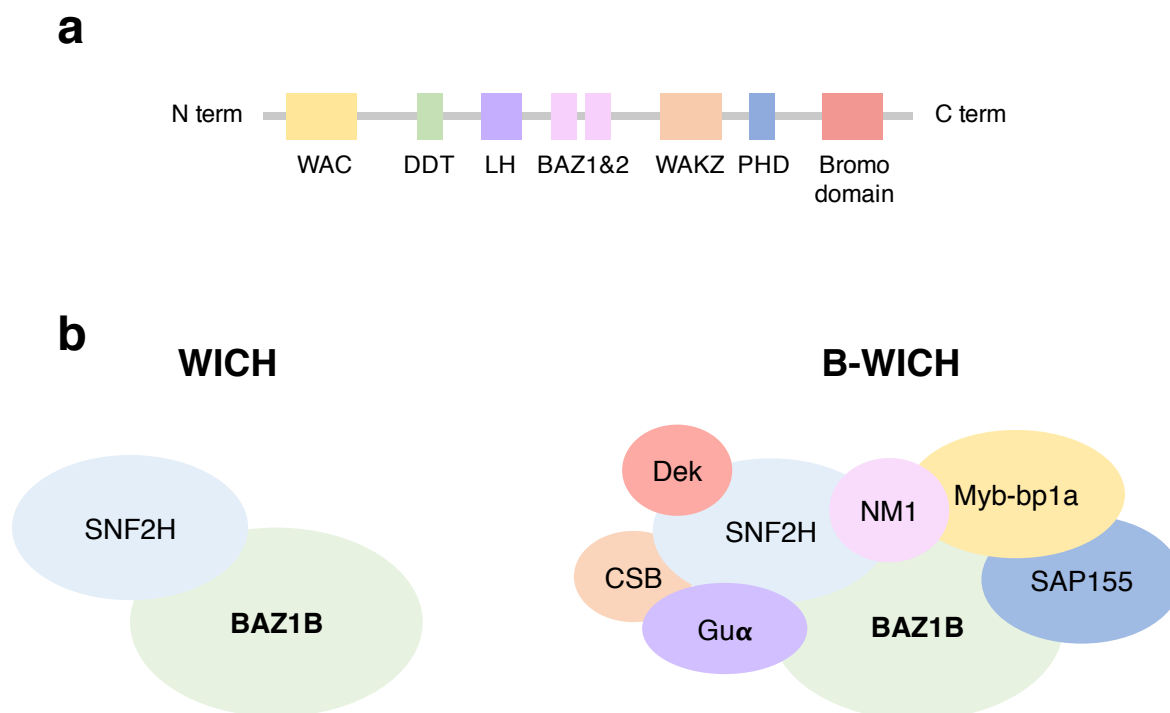 a
N term
C term
WAC
DDT
LH
BAZ1&2
WAKZ
PHD
Bromo
domain
b
WICH
B-WICH
SNF2H
BAZ1B
Dek
SNF2H
NM1
Myb-bp1a
CSB
SAP155
Guα
BAZ1B